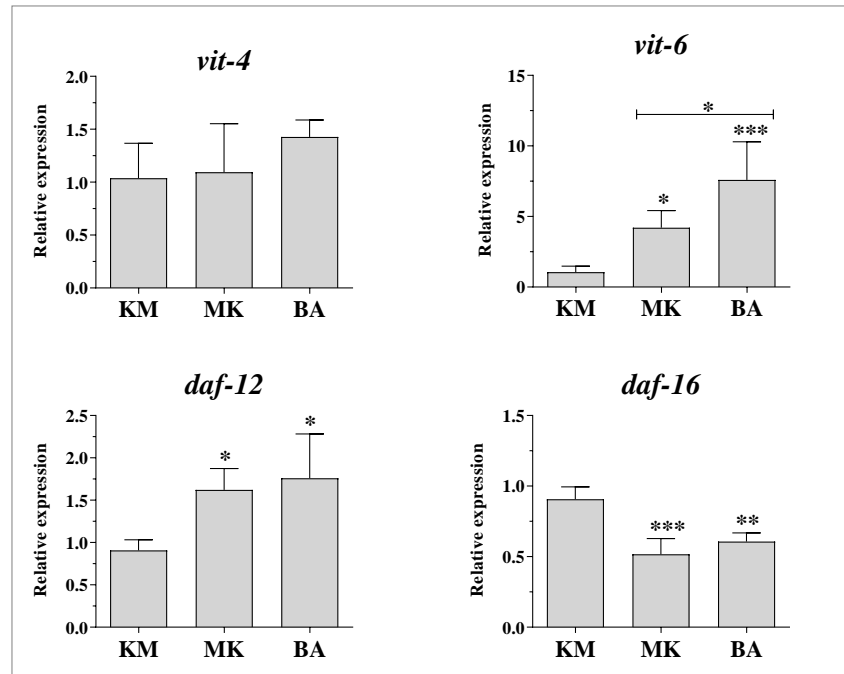 vit-4
Relative expression
2.0
1.5
1.0
0.5
0.0
KM MK BA
vit-6
Relative expression
15
10
5
0
*
***
*
KM MK BA
daf-12
Relative expression
2.5
2.0
1.5
1.0
0.5
0.0
*
*
KM MK BA
daf-16
Relative expression
1.5
1.0
0.5
0.0
***
**
KM MK BA